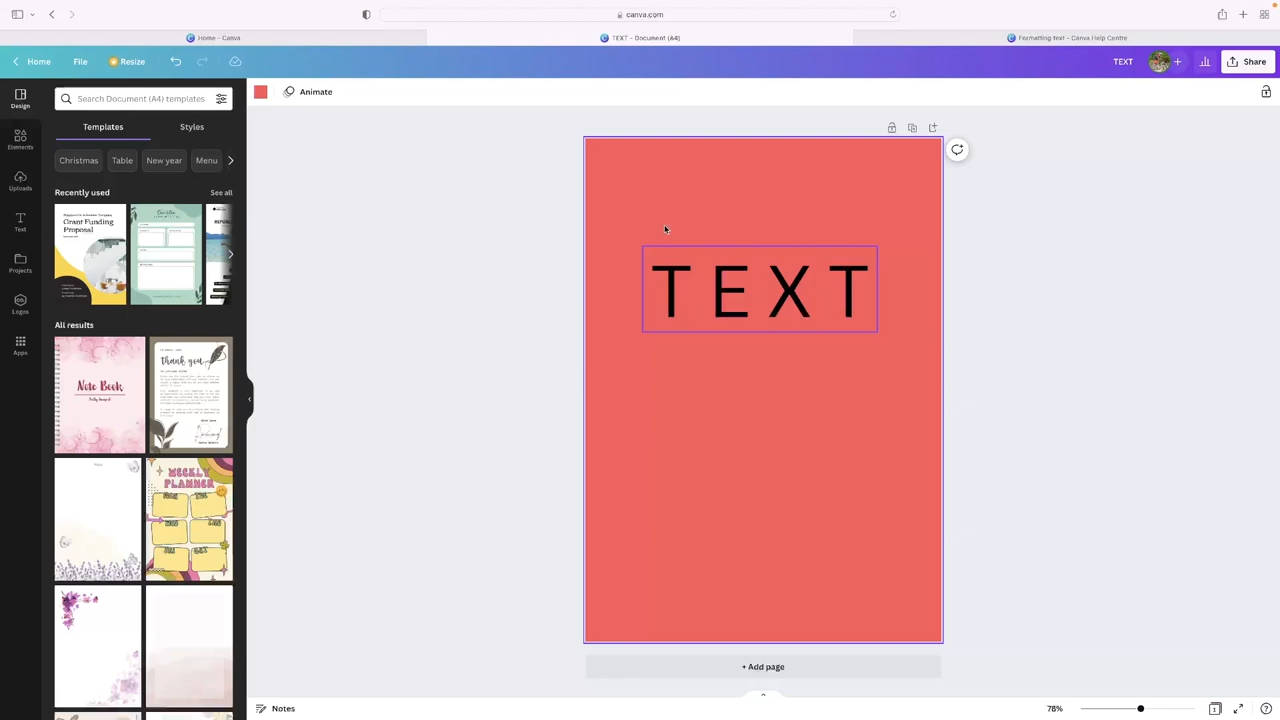 canva.com
Home - Canva
TEXT - Document (A4)
Formatting text - Canva Help Centre
Home
File
Resize
TEXT
Share
Design
Elements
Uploads
Text
Projects
Logos
Apps
Search Document (A4) templates
Templates
Styles
Christmas
Table
New year
Menu
Recently used
See all
Grant Funding
Proposal
All results
Note Book
thank you
WEEKLY
PLANNER
Animate
TEXT
+ Add page
Notes
78%
1